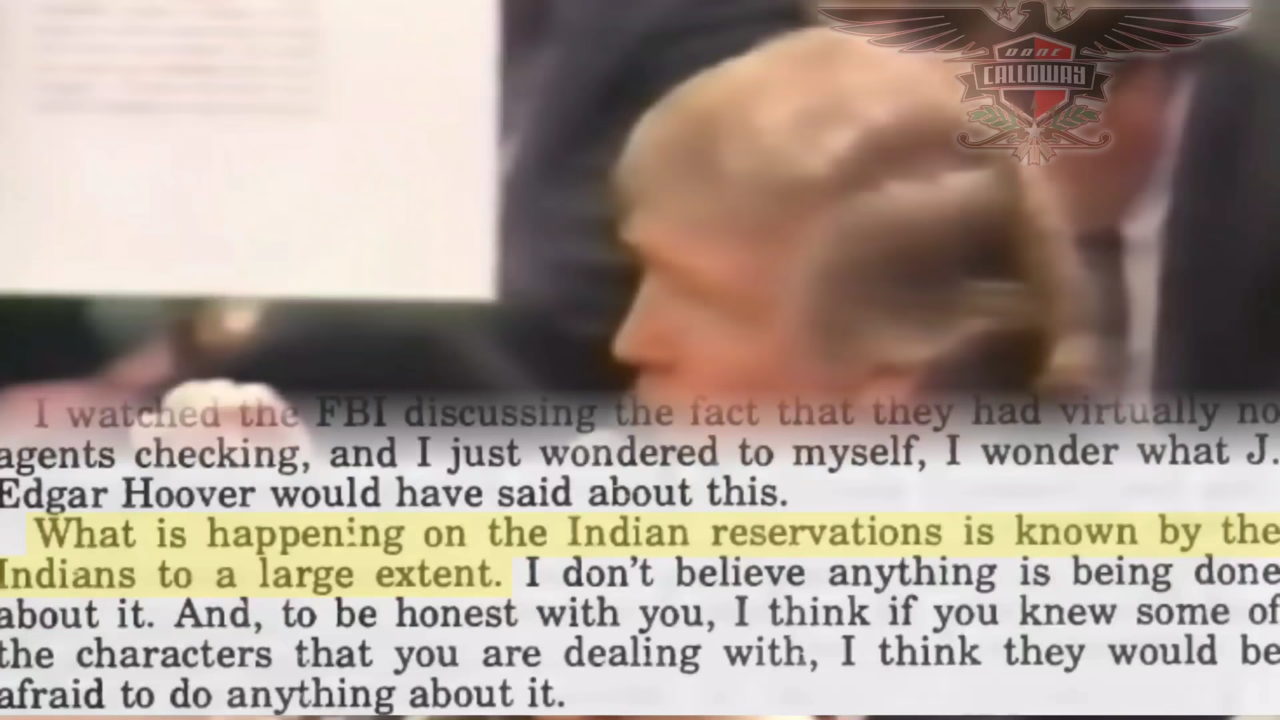 DANE
CALLOWAY
I watched the FBI discussing the fact that they had virtually no
agents checking, and I just wondered to myself, I wonder what J.
Edgar Hoover would have said about this.
What is happening on the Indian reservations is known by the
Indians to a large extent. I don't believe anything is being done
about it. And, to be honest with you, I think if you knew some of
the characters that you are dealing with, I think they would be
afraid to do anything about it.